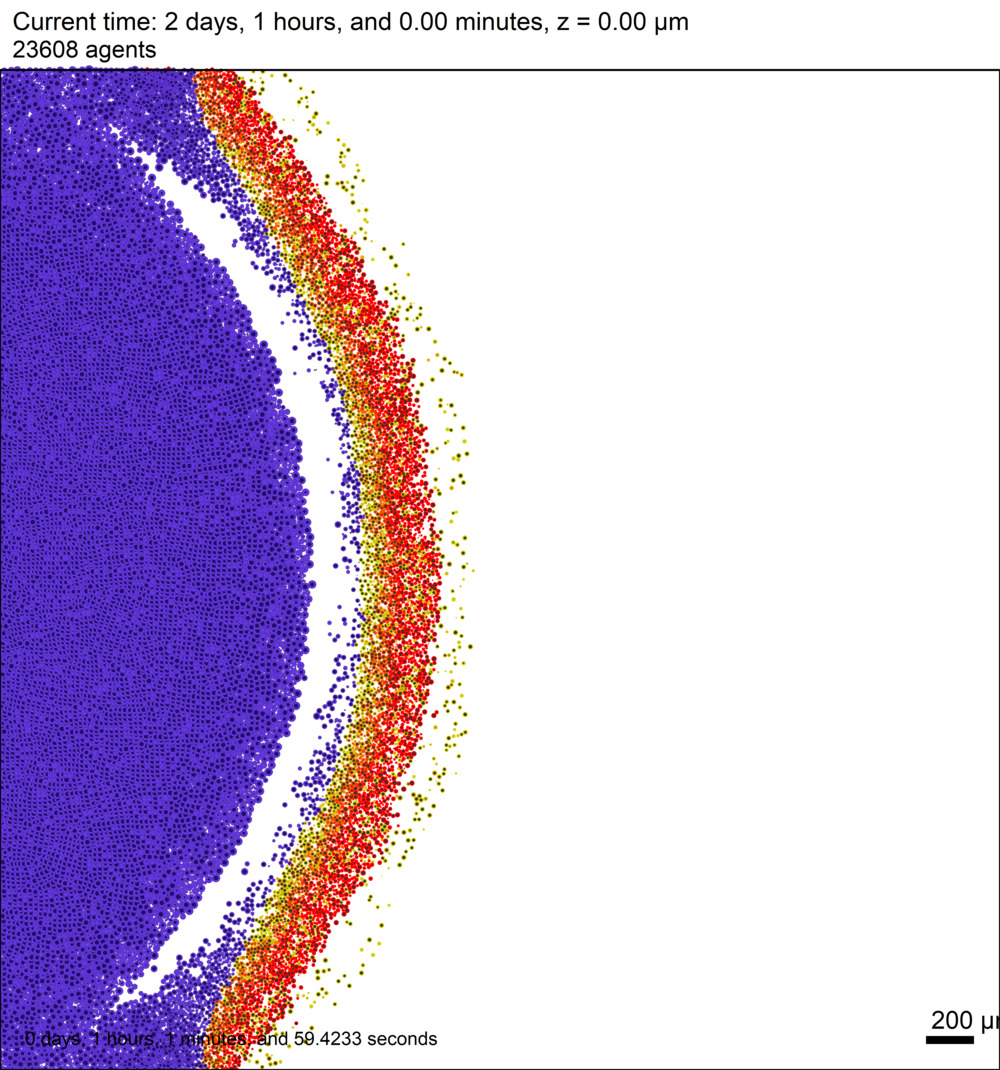 Current time: 2 days, 1 hours, and 0.00 minutes, z = 0.00 μm
23608 agents
200 μm
0 days, 1 hours, 1 minutes, and 59.4233 seconds